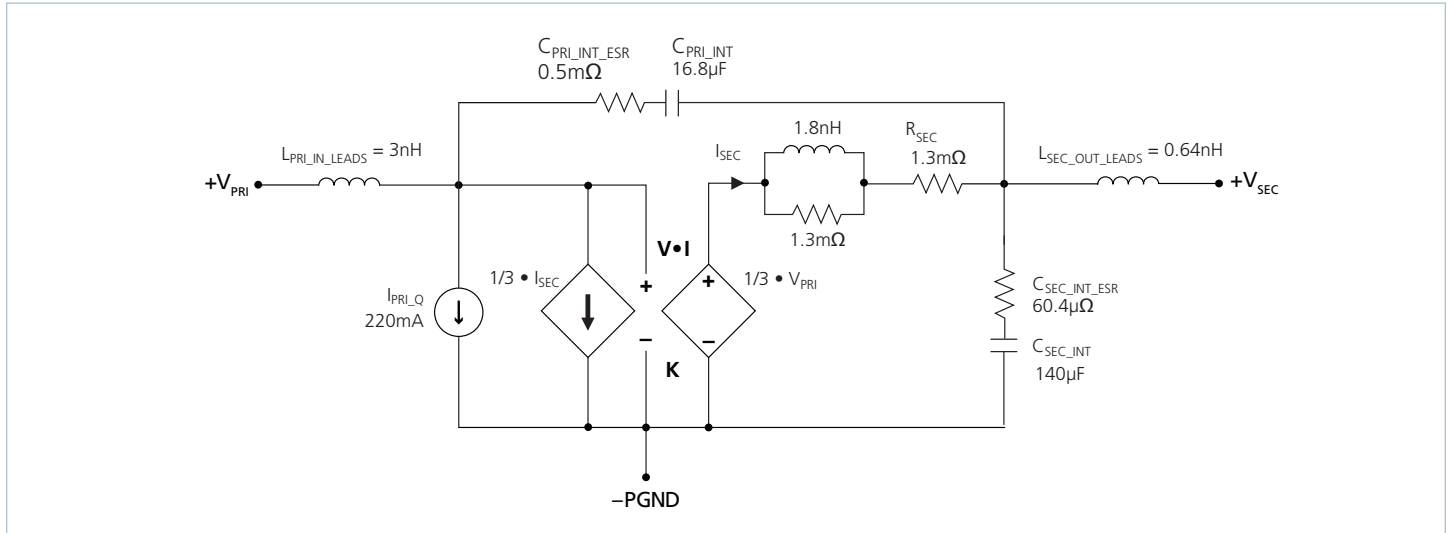 C_PRI_INT_ESR
0.5mΩ
C_PRI_INT
16.8µF
1.8nH
R_SEC
1.3mΩ
I_SEC
L_PRI_IN_LEADS = 3nH
L_SEC_OUT_LEADS = 0.64nH
+V_PRI
+V_SEC
1.3mΩ
V•I
1/3 • I_SEC
+
+
1/3 • V_PRI
I_PRI_Q
220mA
–
–
K
C_SEC_INT_ESR
60.4µΩ
C_SEC_INT
140µF
–PGND